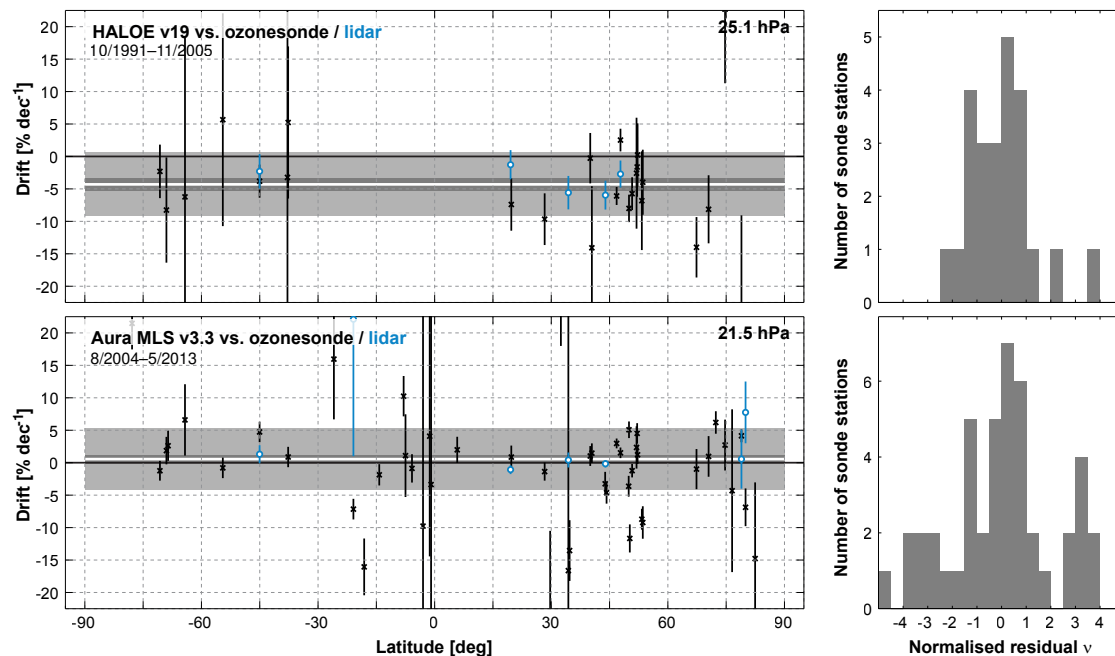 HALOE v19 vs. ozonesonde / lidar
10/1991–11/2005
25.1 hPa
Drift [% dec-1]
20
15
10
5
0
-5
-10
-15
-20
Number of sonde stations
5
4
3
2
1
0
Aura MLS v3.3 vs. ozonesonde / lidar
8/2004–5/2013
21.5 hPa
Drift [% dec-1]
20
15
10
5
0
-5
-10
-15
-20
-90 -60 -30 0 30 60 90
Latitude [deg]
Number of sonde stations
6
4
2
0
-4 -3 -2 -1 0 1 2 3 4
Normalised residual ν